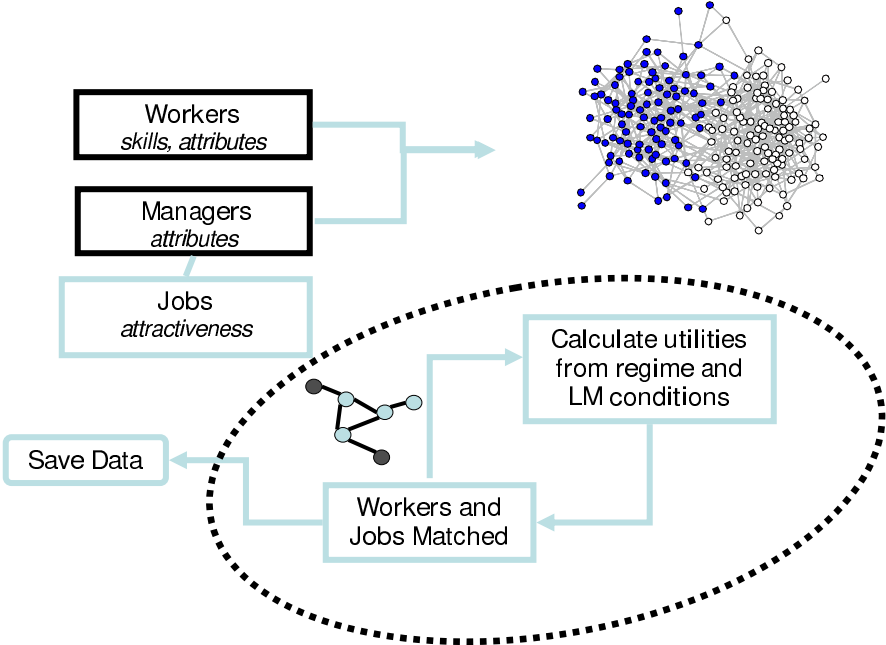 Workers
skills, attributes
Managers
attributes
Jobs
attractiveness
Calculate utilities
from regime and
LM conditions
Save Data
Workers and
Jobs Matched